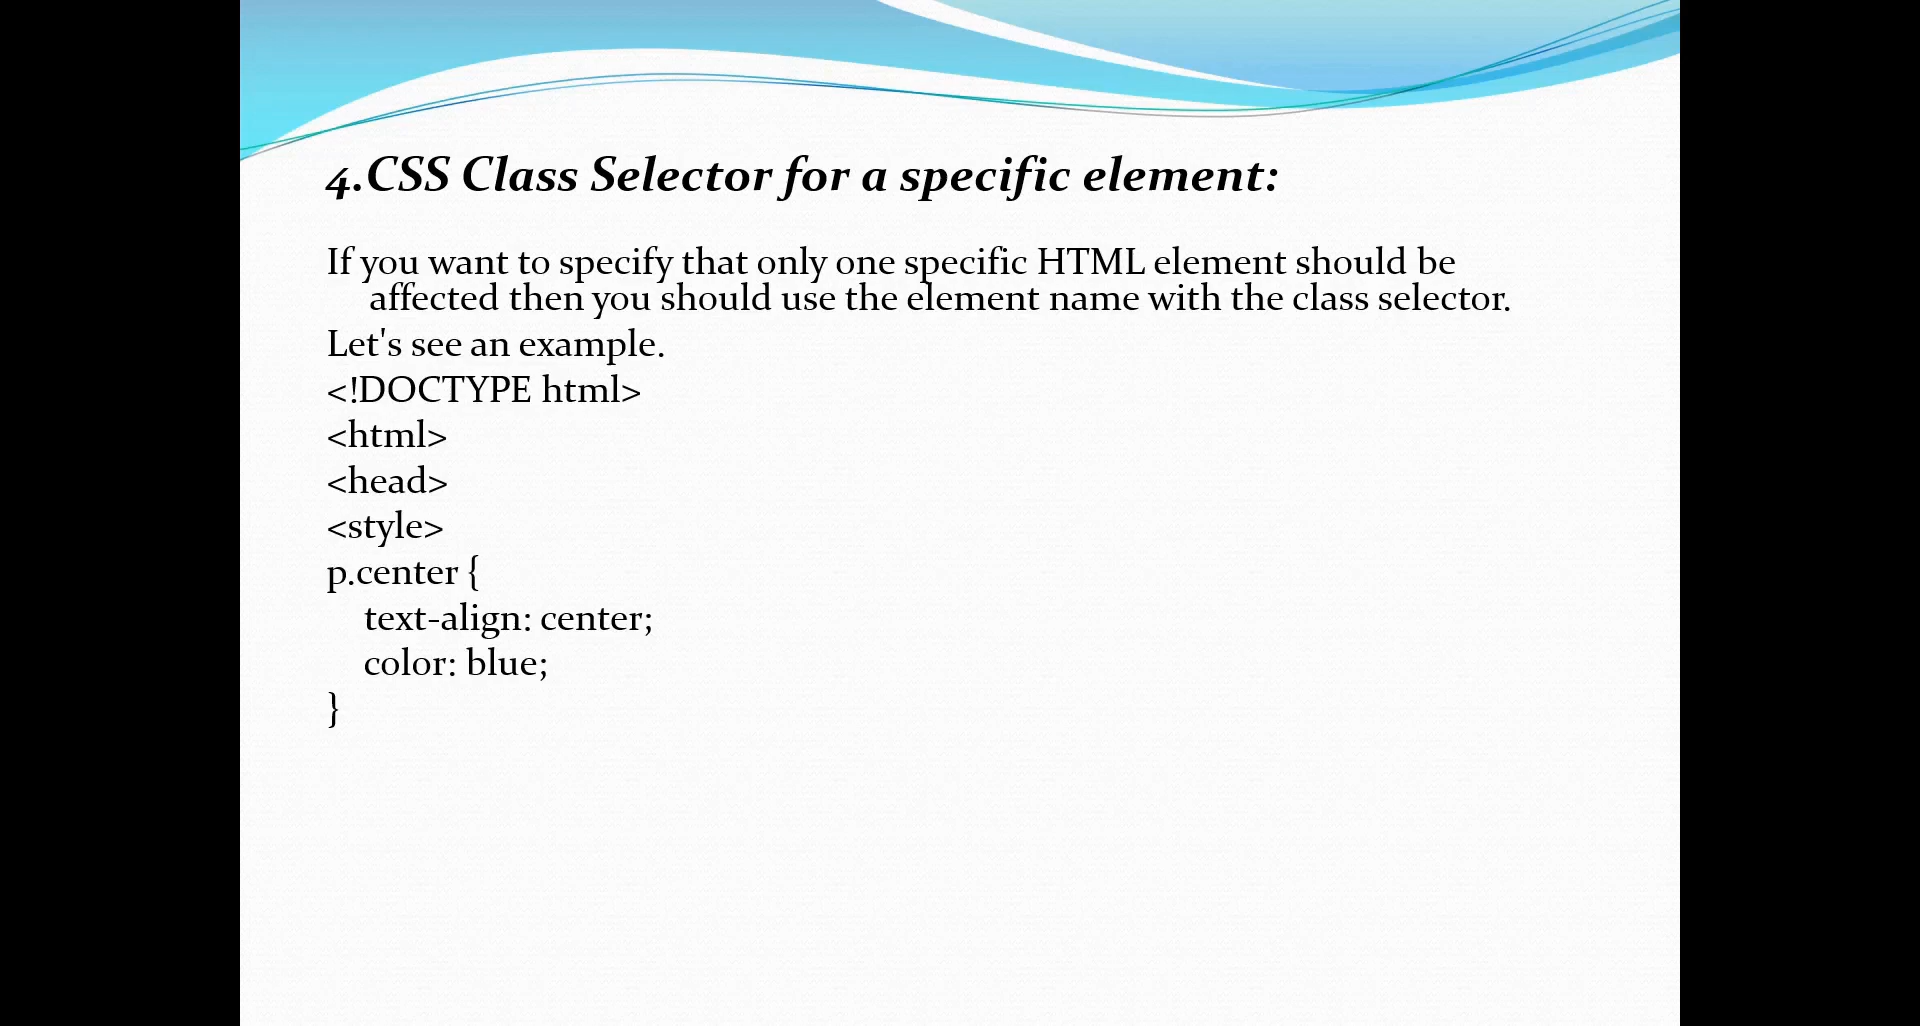 4.CSS Class Selector for a specific element:
If you want to specify that only one specific HTML element should be
affected then you should use the element name with the class selector.
Let's see an example.
<!DOCTYPE html>
<html>
<head>
<style>
p.center {
text-align: center;
color: blue;
}